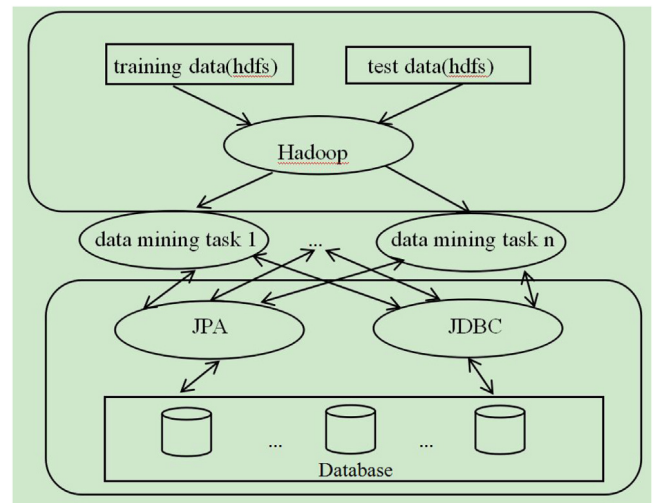 training data(hdfs)
test data(hdfs)
Hadoop
data mining task 1
...
data mining task n
JPA
JDBC
...
...
Database